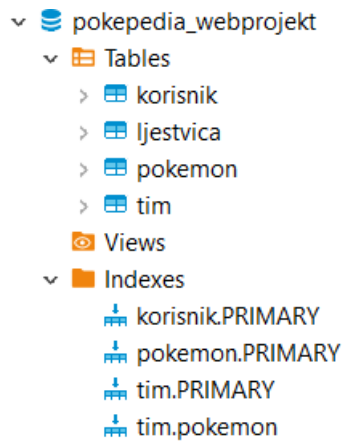 pokepedia_webprojekt
Tables
korisnik
ljestvica
pokemon
tim
Views
Indexes
korisnik.PRIMARY
pokemon.PRIMARY
tim.PRIMARY
tim.pokemon